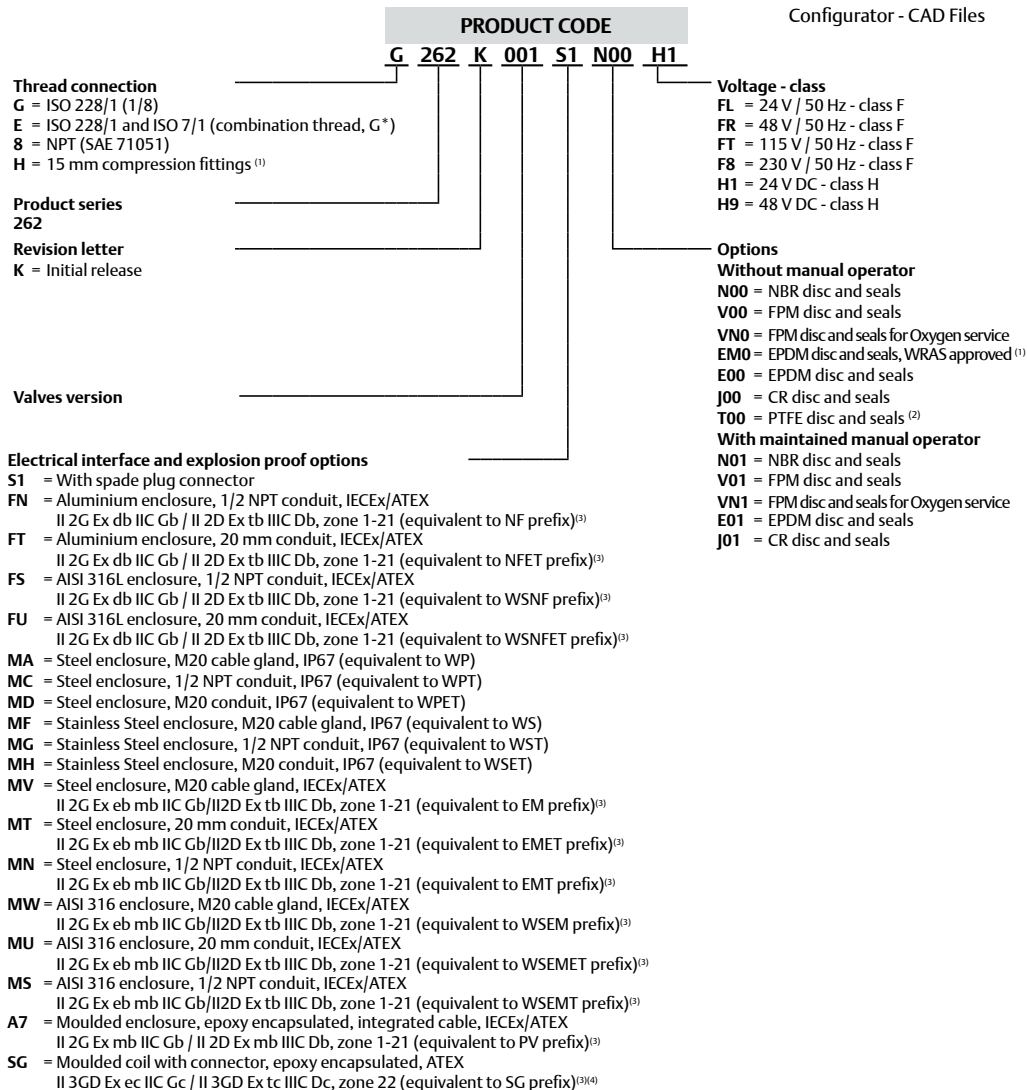 Configurator - CAD Files
PRODUCT CODE
G 262 K 001 S1 N00 H1
Thread connection
G = ISO 228/1 (1/8)
E = ISO 228/1 and ISO 7/1 (combination thread, G*)
8 = NPT (SAE 71051)
H = 15 mm compression fittings (1)
Product series
262
Revision letter
K = Initial release
Valves version
Electrical interface and explosion proof options
S1 = With spade plug connector
FN = Aluminium enclosure, 1/2 NPT conduit, IECEx/ATEX
II 2G Ex db IIC Gb / II 2D Ex tb IIIC Db, zone 1-21 (equivalent to NF prefix)(3)
FT = Aluminium enclosure, 20 mm conduit, IECEx/ATEX
II 2G Ex db IIC Gb / II 2D Ex tb IIIC Db, zone 1-21 (equivalent to NFET prefix)(3)
FS = AISI 316L enclosure, 1/2 NPT conduit, IECEx/ATEX
II 2G Ex db IIC Gb / II 2D Ex tb IIIC Db, zone 1-21 (equivalent to WSNF prefix)(3)
FU = AISI 316L enclosure, 20 mm conduit, IECEx/ATEX
II 2G Ex db IIC Gb / II 2D Ex tb IIIC Db, zone 1-21 (equivalent to WSNFET prefix)(3)
MA = Steel enclosure, M20 cable gland, IP67 (equivalent to WP)
MC = Steel enclosure, 1/2 NPT conduit, IP67 (equivalent to WPT)
MD = Steel enclosure, M20 conduit, IP67 (equivalent to WPET)
MF = Stainless Steel enclosure, M20 cable gland, IP67 (equivalent to WS)
MG = Stainless Steel enclosure, 1/2 NPT conduit, IP67 (equivalent to WST)
MH = Stainless Steel enclosure, M20 conduit, IP67 (equivalent to WSET)
MV = Steel enclosure, M20 cable gland, IECEx/ATEX
II 2G Ex eb mb IIC Gb/II2D Ex tb IIIC Db, zone 1-21 (equivalent to EM prefix)(3)
MT = Steel enclosure, 20 mm conduit, IECEx/ATEX
II 2G Ex eb mb IIC Gb/II2D Ex tb IIIC Db, zone 1-21 (equivalent to EMET prefix)(3)
MN = Steel enclosure, 1/2 NPT conduit, IECEx/ATEX
II 2G Ex eb mb IIC Gb/II2D Ex tb IIIC Db, zone 1-21 (equivalent to EMT prefix)(3)
MW = AISI 316 enclosure, M20 cable gland, IECEx/ATEX
II 2G Ex eb mb IIC Gb/II2D Ex tb IIIC Db, zone 1-21 (equivalent to WSEM prefix)(3)
MU = AISI 316 enclosure, 20 mm conduit, IECEx/ATEX
II 2G Ex eb mb IIC Gb/II2D Ex tb IIIC Db, zone 1-21 (equivalent to WSEMET prefix)(3)
MS = AISI 316 enclosure, 1/2 NPT conduit, IECEx/ATEX
II 2G Ex eb mb IIC Gb/II2D Ex tb IIIC Db, zone 1-21 (equivalent to WSEMT prefix)(3)
A7 = Moulded enclosure, epoxy encapsulated, integrated cable, IECEx/ATEX
II 2G Ex mb IIC Gb / II 2D Ex mb IIIC Db, zone 1-21 (equivalent to PV prefix)(3)
SG = Moulded coil with connector, epoxy encapsulated, ATEX
II 3GD Ex ec IIC Gc / II 3GD Ex tc IIIC Dc, zone 22 (equivalent to SG prefix)(3)(4)
Voltage - class
FL = 24 V / 50 Hz - class F
FR = 48 V / 50 Hz - class F
FT = 115 V / 50 Hz - class F
F8 = 230 V / 50 Hz - class F
H1 = 24 V DC - class H
H9 = 48 V DC - class H
Options
Without manual operator
N00 = NBR disc and seals
V00 = FPM disc and seals
VN0 = FPM disc and seals for Oxygen service
EM0 = EPDM disc and seals, WRAS approved (1)
E00 = EPDM disc and seals
J00 = CR disc and seals
T00 = PTFE disc and seals (2)
With maintained manual operator
N01 = NBR disc and seals
V01 = FPM disc and seals
VN1 = FPM disc and seals for Oxygen service
E01 = EPDM disc and seals
J01 = CR disc and seals